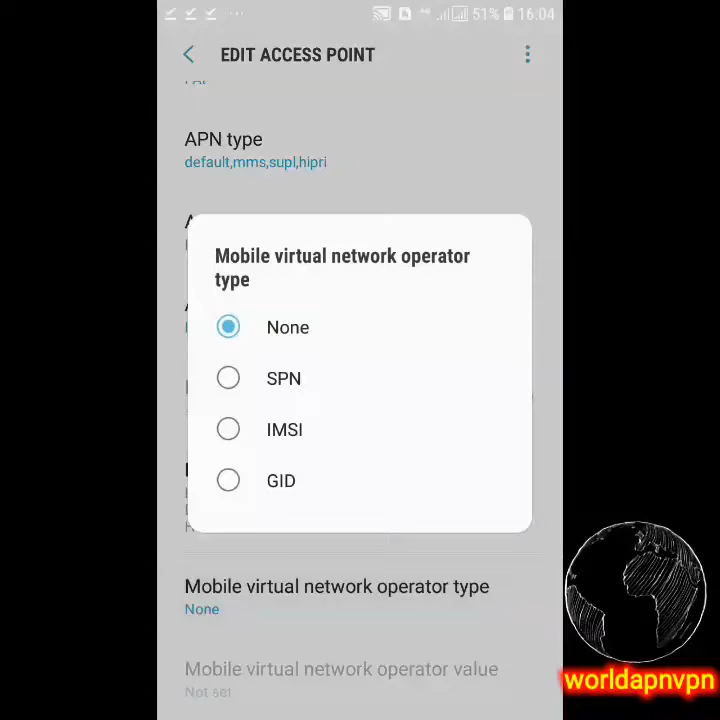 51% 16:04
EDIT ACCESS POINT
APN type
default,mms,supl,hipri
Mobile virtual network operator
type
None
SPN
IMSI
GID
Mobile virtual network operator type
None
Mobile virtual network operator value
Not set
worldapnvpn